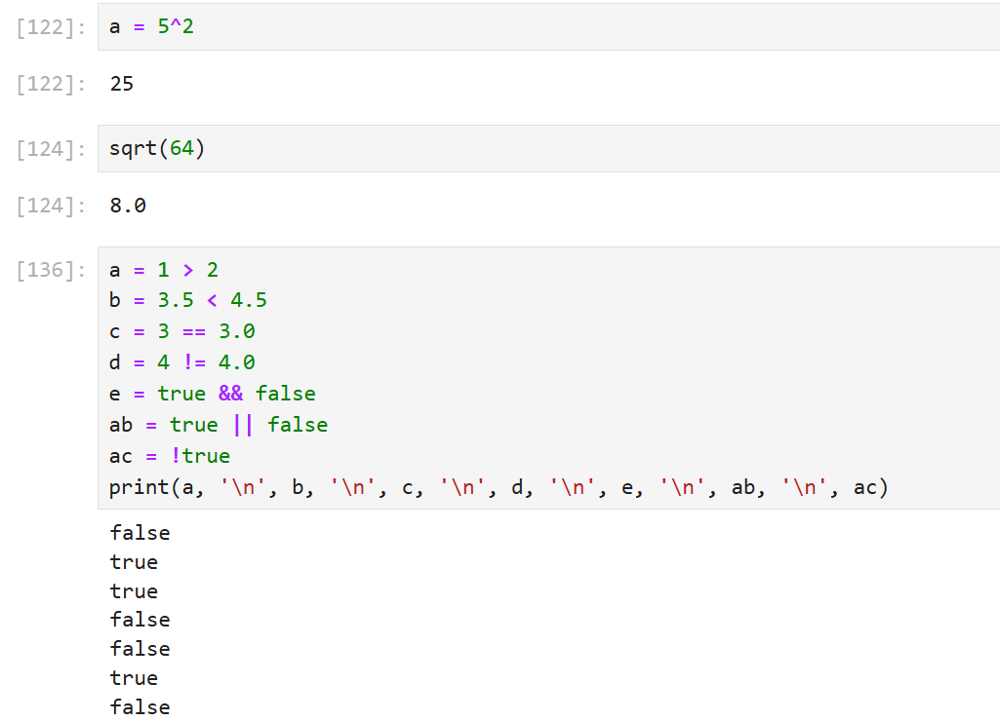 [122]: a = 5^2
[122]: 25
[124]: sqrt(64)
[124]: 8.0
[136]: a = 1 > 2
b = 3.5 < 4.5
c = 3 == 3.0
d = 4 != 4.0
e = true && false
ab = true || false
ac = !true
print(a, '\n', b, '\n', c, '\n', d, '\n', e, '\n', ab, '\n', ac)
false
true
true
false
false
true
false